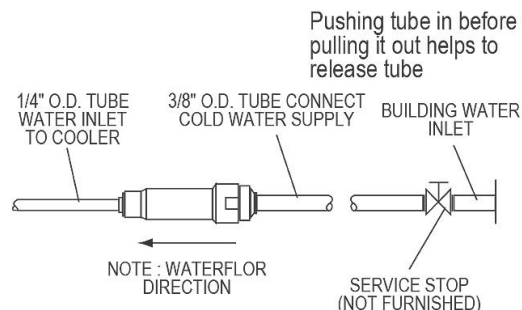 Pushing tube in before
pulling it out helps to
release tube
1/4" O.D. TUBE
WATER INLET
TO COOLER
3/8" O.D. TUBE CONNECT
COLD WATER SUPPLY
BUILDING WATER
INLET
NOTE : WATERFLOR
DIRECTION
SERVICE STOP
(NOT FURNISHED)